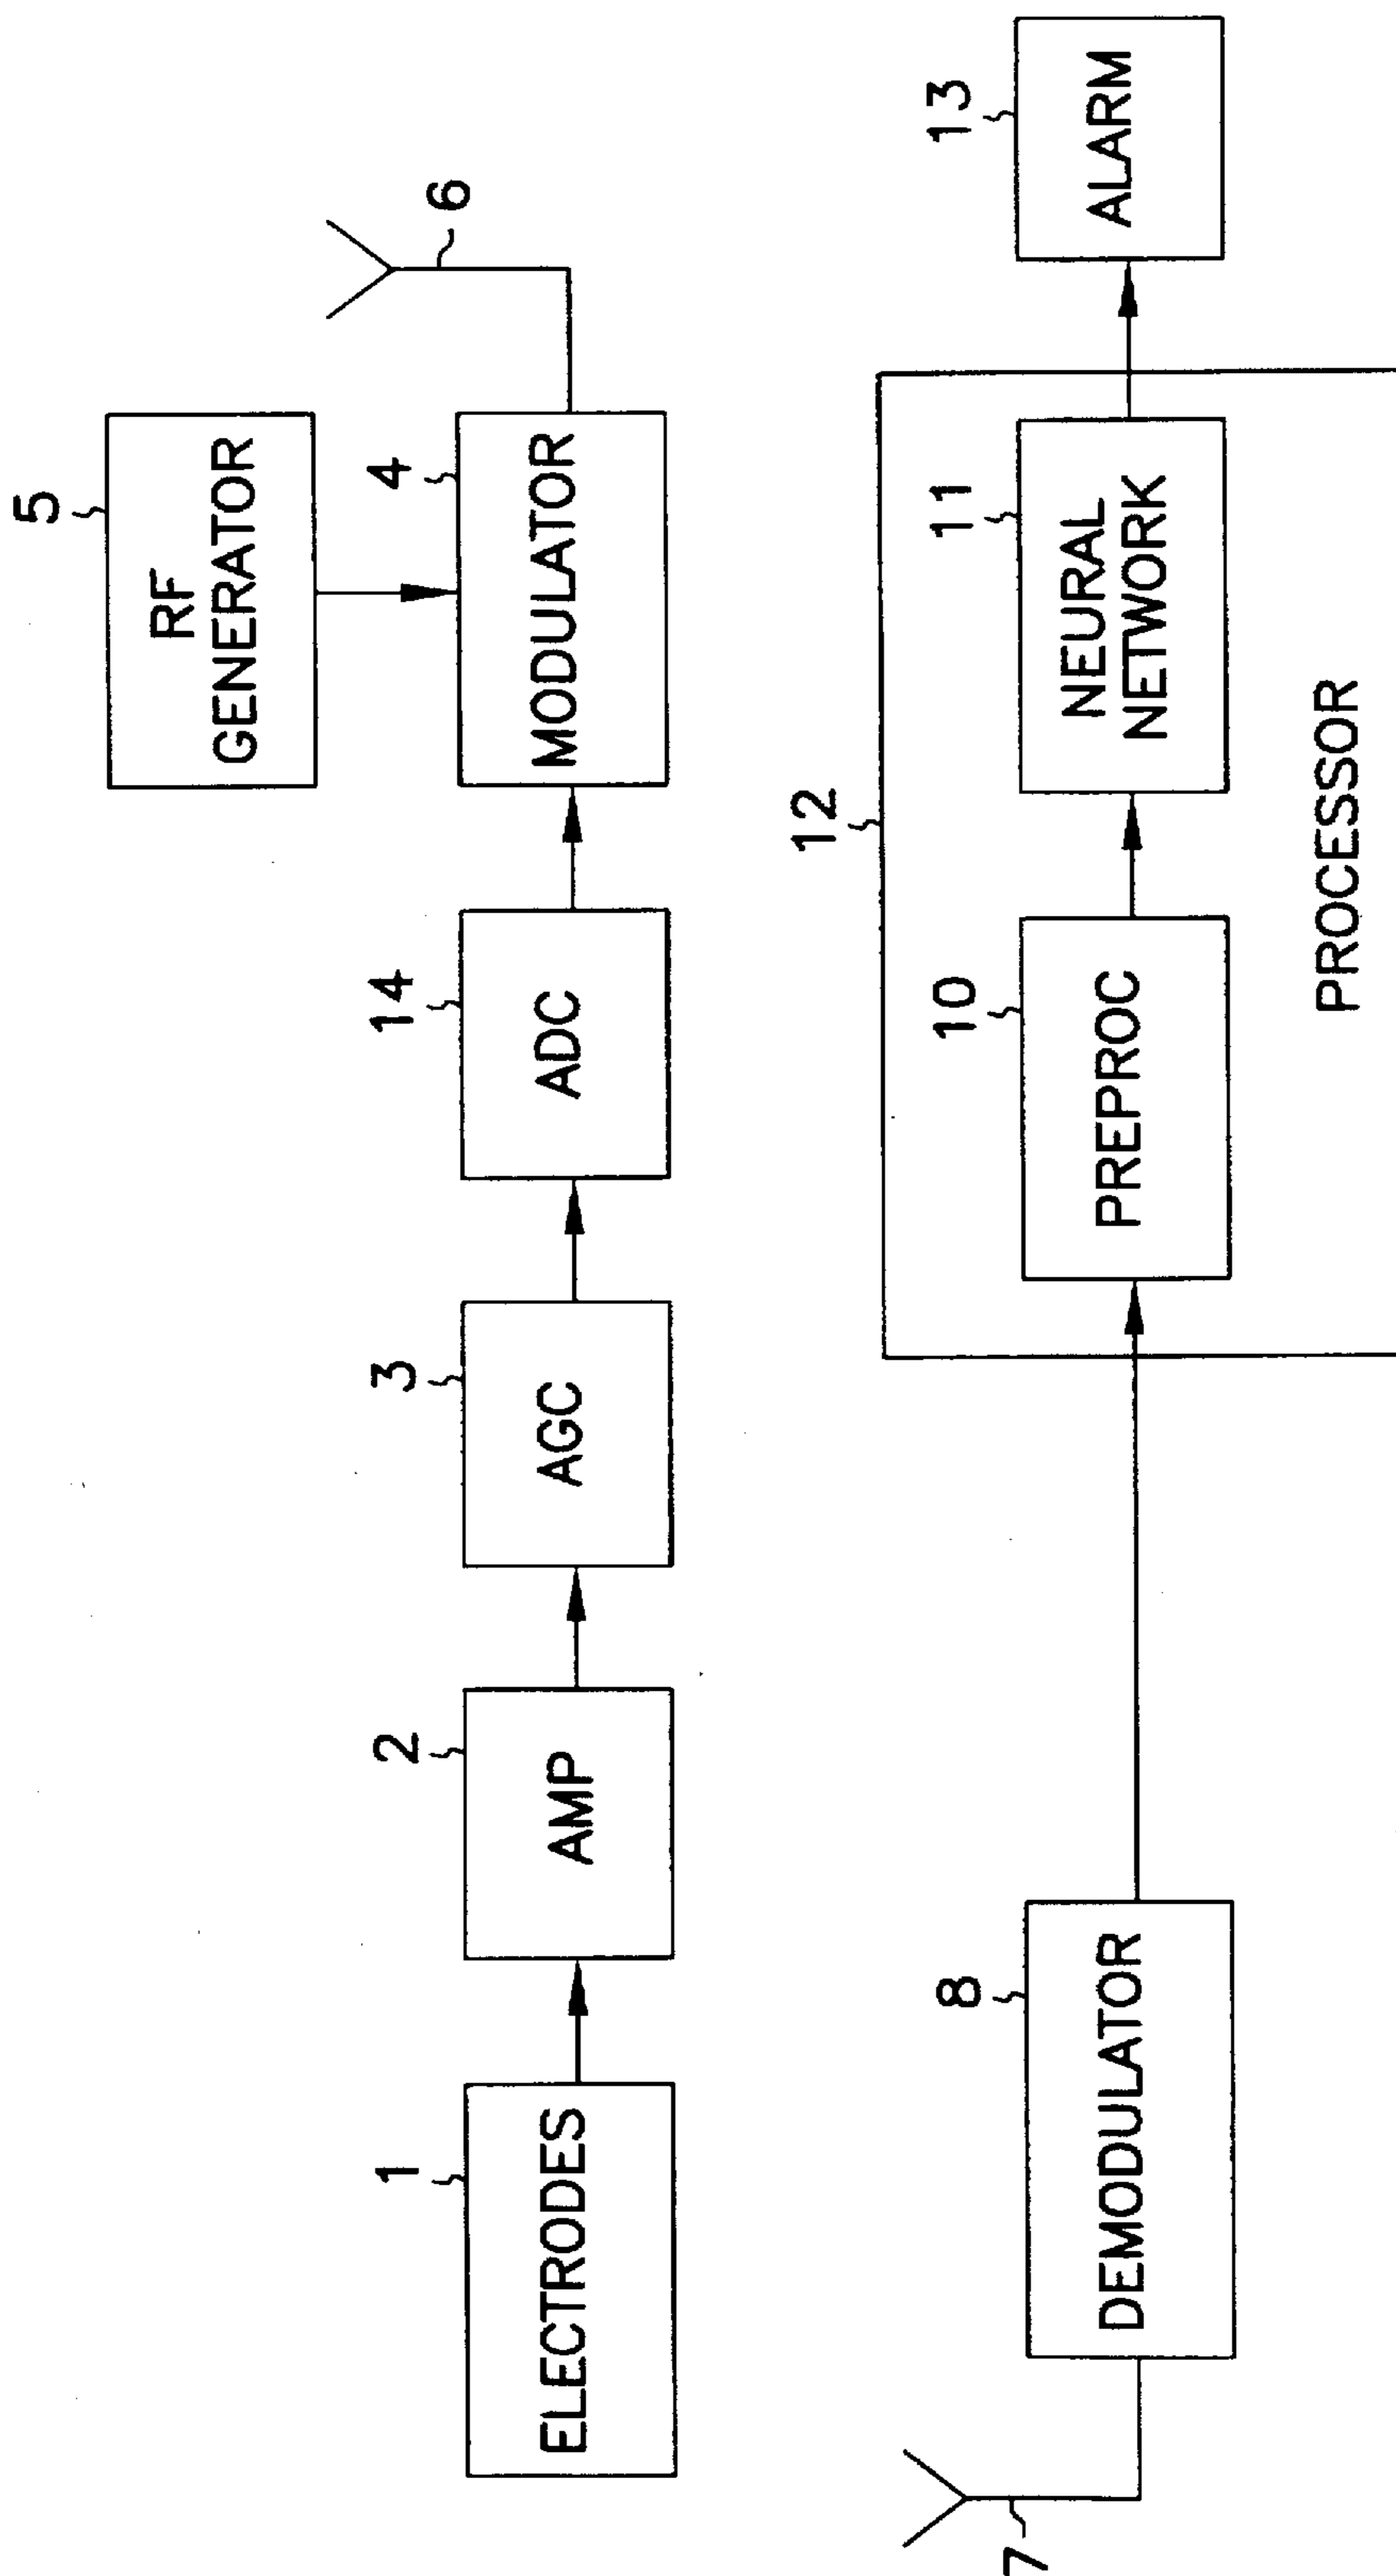 5
RF
GENERATOR
6
1
ELECTRODES
2
AMP
3
AGC
14
ADC
4
MODULATOR
7
8
DEMODULATOR
12
10
PREPROC
11
NEURAL
NETWORK
PROCESSOR
13
ALARM